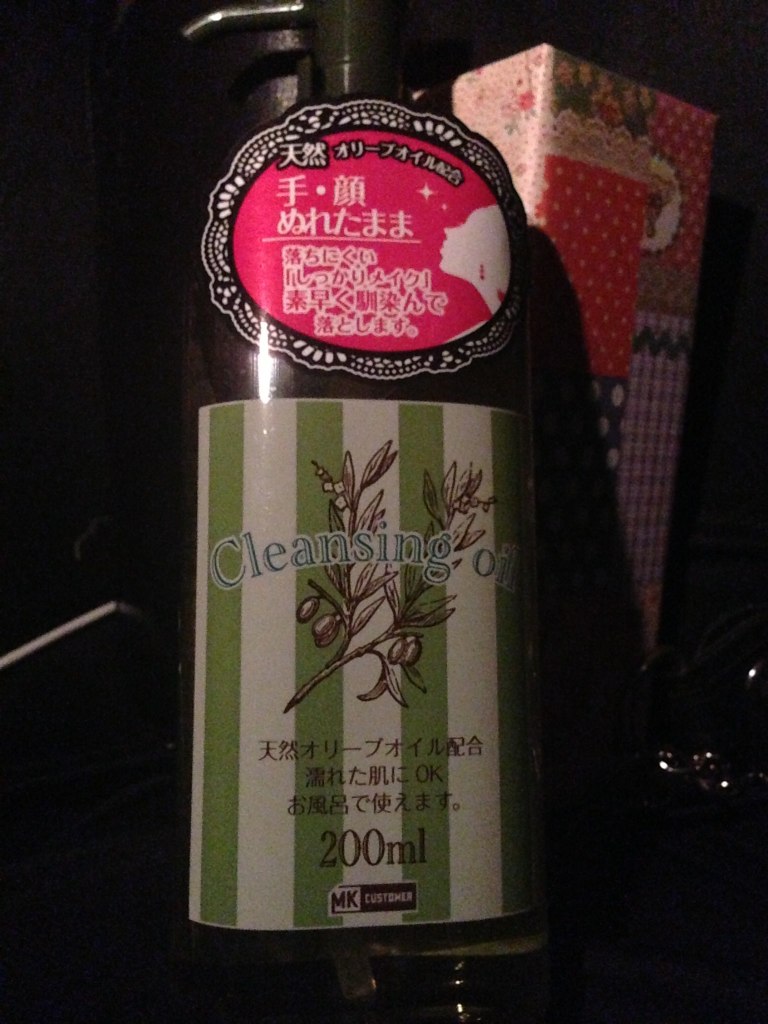 天然 オリーブオイル配合
手・顔
ぬれたまま
落ちにくい
「しっかりメイク」
素早く馴染んで
落とします。
Cleansing oil
天然オリーブオイル配合
濡れた肌に OK
お風呂で使えます。
200ml
MK CUSTOMER